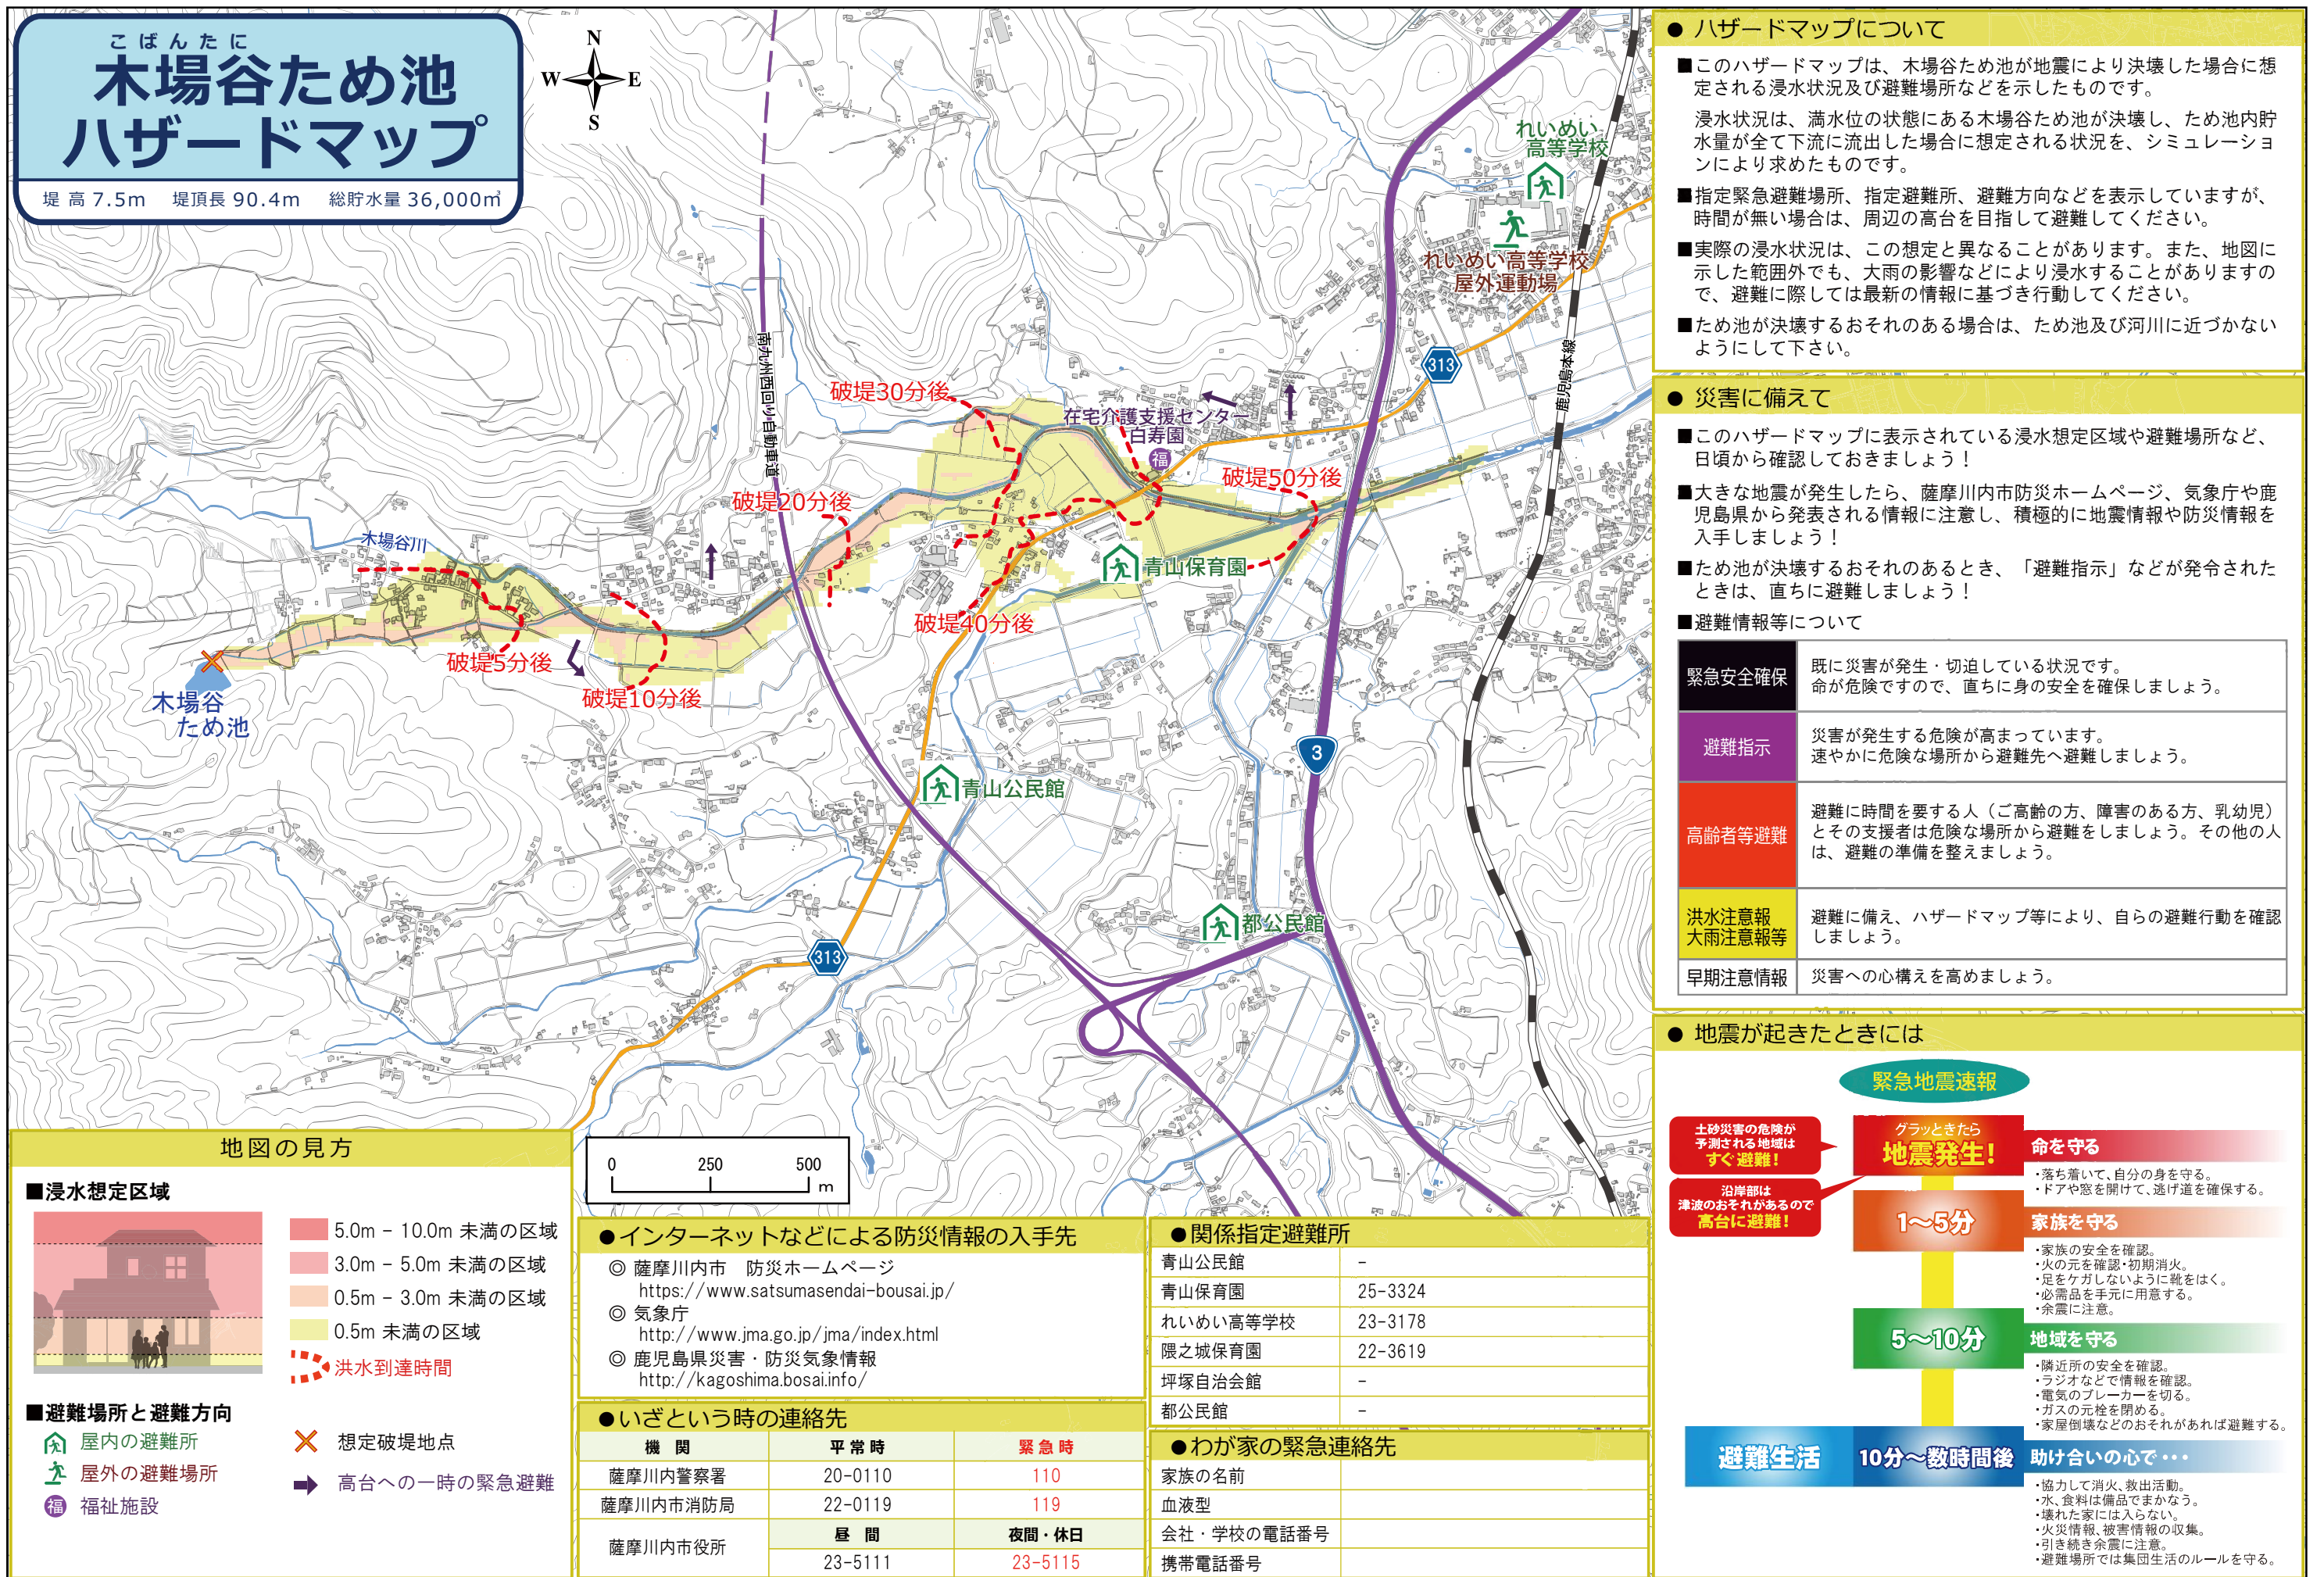 こばんたに
木場谷ため池
ハザードマップ
堤 高 7.5m 堤頂長 90.4m 総貯水量 36,000㎥
N
W E
S
れいめい
高等学校
れいめい高等学校
屋外運動場
313
鹿児島本線
南九州西回り自動車道
破堤30分後
在宅介護支援センター
白寿園
福
破堤50分後
破堤20分後
木場谷川
青山保育園
破堤40分後
破堤5分後
破堤10分後
木場谷
ため池
3
青山公民館
都公民館
313
地図の見方
■浸水想定区域
5.0m − 10.0m 未満の区域
3.0m − 5.0m 未満の区域
0.5m − 3.0m 未満の区域
0.5m 未満の区域
洪水到達時間
■避難場所と避難方向
屋内の避難所
屋外の避難場所
福 福祉施設
想定破堤地点
高台への一時の緊急避難
0 250 500 m
●インターネットなどによる防災情報の入手先
◎ 薩摩川内市 防災ホームページ
https://www.satsumasendai-bousai.jp/
◎ 気象庁
http://www.jma.go.jp/jma/index.html
◎ 鹿児島県災害・防災気象情報
http://kagoshima.bosai.info/
●いざという時の連絡先
機 関 平常時 緊急時
薩摩川内警察署 20-0110 110
薩摩川内市消防局 22-0119 119
薩摩川内市役所 昼 間 夜間・休日
23-5111 23-5115
●関係指定避難所
青山公民館 −
青山保育園 25-3324
れいめい高等学校 23-3178
隈之城保育園 22-3619
坪塚自治会館 −
都公民館 −
●わが家の緊急連絡先
家族の名前
血液型
会社・学校の電話番号
携帯電話番号
● ハザードマップについて
■このハザードマップは、木場谷ため池が地震により決壊した場合に想
定される浸水状況及び避難場所などを示したものです。
浸水状況は、満水位の状態にある木場谷ため池が決壊し、ため池内貯
水量が全て下流に流出した場合に想定される状況を、シミュレーショ
ンにより求めたものです。
■指定緊急避難場所、指定避難所、避難方向などを表示していますが、
時間が無い場合は、周辺の高台を目指して避難してください。
■実際の浸水状況は、この想定と異なることがあります。また、地図に
示した範囲外でも、大雨の影響などにより浸水することがありますの
で、避難に際しては最新の情報に基づき行動してください。
■ため池が決壊するおそれのある場合は、ため池及び河川に近づかない
ようにして下さい。
● 災害に備えて
■このハザードマップに表示されている浸水想定区域や避難場所など、
日頃から確認しておきましょう！
■大きな地震が発生したら、薩摩川内市防災ホームページ、気象庁や鹿
児島県から発表される情報に注意し、積極的に地震情報や防災情報を
入手しましょう！
■ため池が決壊するおそれのあるとき、「避難指示」などが発令された
ときは、直ちに避難しましょう！
■避難情報等について
緊急安全確保 既に災害が発生・切迫している状況です。
命が危険ですので、直ちに身の安全を確保しましょう。
避難指示 災害が発生する危険が高まっています。
速やかに危険な場所から避難先へ避難しましょう。
高齢者等避難 避難に時間を要する人（ご高齢の方、障害のある方、乳幼児）
とその支援者は危険な場所から避難をしましょう。その他の人
は、避難の準備を整えましょう。
洪水注意報
大雨注意報等 避難に備え、ハザードマップ等により、自らの避難行動を確認
しましょう。
早期注意情報 災害への心構えを高めましょう。
● 地震が起きたときには
緊急地震速報
土砂災害の危険が
予測される地域は
すぐ避難！
沿岸部は
津波のおそれがあるので
高台に避難！
グラッときたら
地震発生！
命を守る
・落ち着いて、自分の身を守る。
・ドアや窓を開けて、逃げ道を確保する。
1〜5分
家族を守る
・家族の安全を確認。
・火の元を確認・初期消火。
・足をケガしないように靴をはく。
・必需品を手元に用意する。
・余震に注意。
5〜10分
地域を守る
・隣近所の安全を確認。
・ラジオなどで情報を確認。
・電気のブレーカーを切る。
・ガスの元栓を閉める。
・家屋倒壊などのおそれがあれば避難する。
避難生活
10分〜数時間後
助け合いの心で・・・
・協力して消火、救出活動。
・水、食料は備品でまかなう。
・壊れた家には入らない。
・火災情報、被害情報の収集。
・引き続き余震に注意。
・避難場所では集団生活のルールを守る。